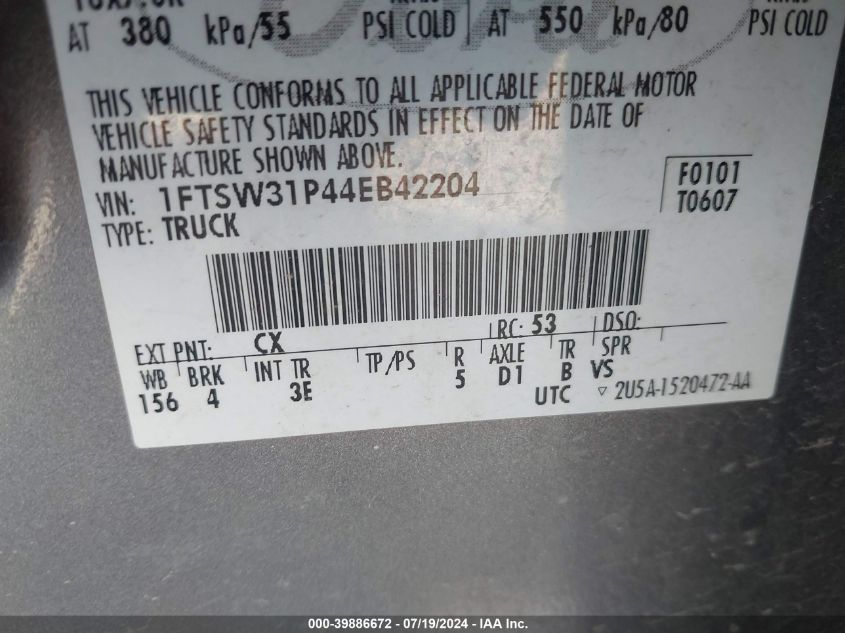 AT 380 kPa/55 PSI COLD AT 550 kPa/80 PSI COLD
THIS VEHICLE CONFORMS TO ALL APPLICABLE FEDERAL MOTOR
VEHICLE SAFETY STANDARDS IN EFFECT ON THE DATE OF
MANUFACTURE SHOWN ABOVE.
VIN: 1FTSW31P44EB42204
F0101
TYPE: TRUCK
T0607
EXT PNT: CX RC: 53 DSO:
WB BRK INT TR TP/PS R AXLE TR SPR
156 4 3E 5 D1 B VS
UTC ▿ 2U5A-1520472-AA
000-39886672 - 07/19/2024 - IAA Inc.